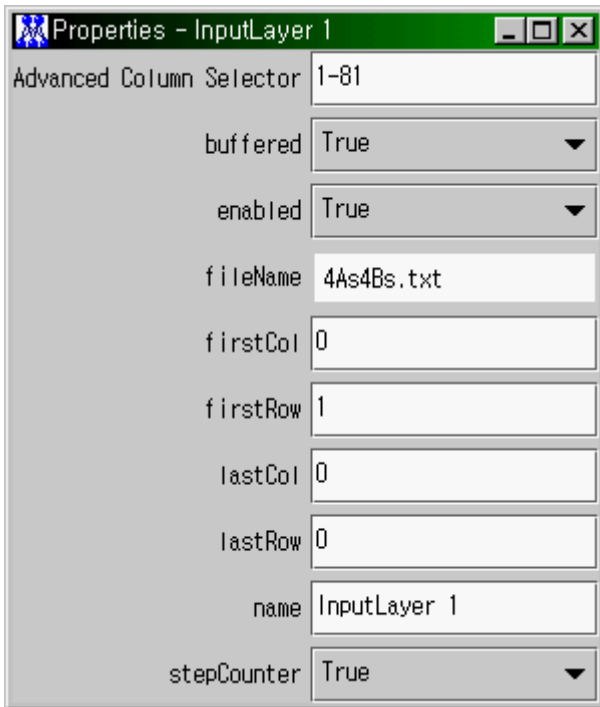 Properties - InputLayer 1
Advanced Column Selector 1-81
buffered True
enabled True
fileName 4As4Bs.txt
firstCol 0
firstRow 1
lastCol 0
lastRow 0
name InputLayer 1
stepCounter True